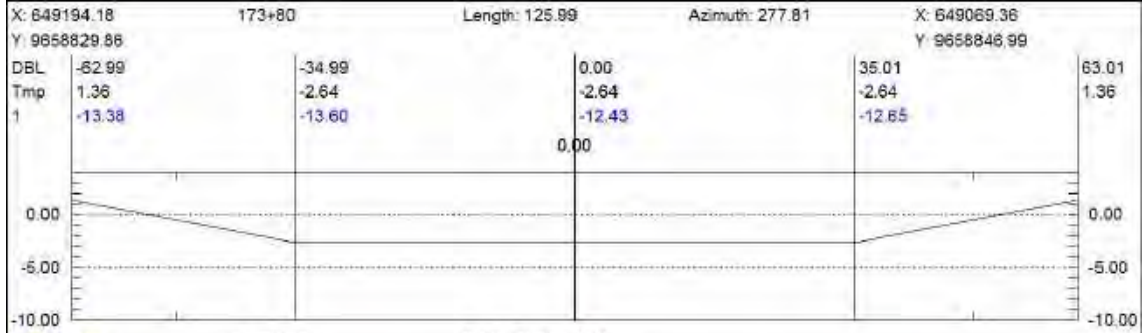 X: 649194.18 173+80 Length: 125.99 Azimuth: 277.81 X: 649069.36
Y: 9658829.86 Y: 9658846.99
DBL -62.99 -34.99 0.00 35.01 63.01
Tmp 1.36 -2.64 -2.64 -2.64 1.36
1 -13.38 -13.60 -12.43 -12.65
0.00
0.00 0.00
-5.00 -5.00
-10.00 -10.00